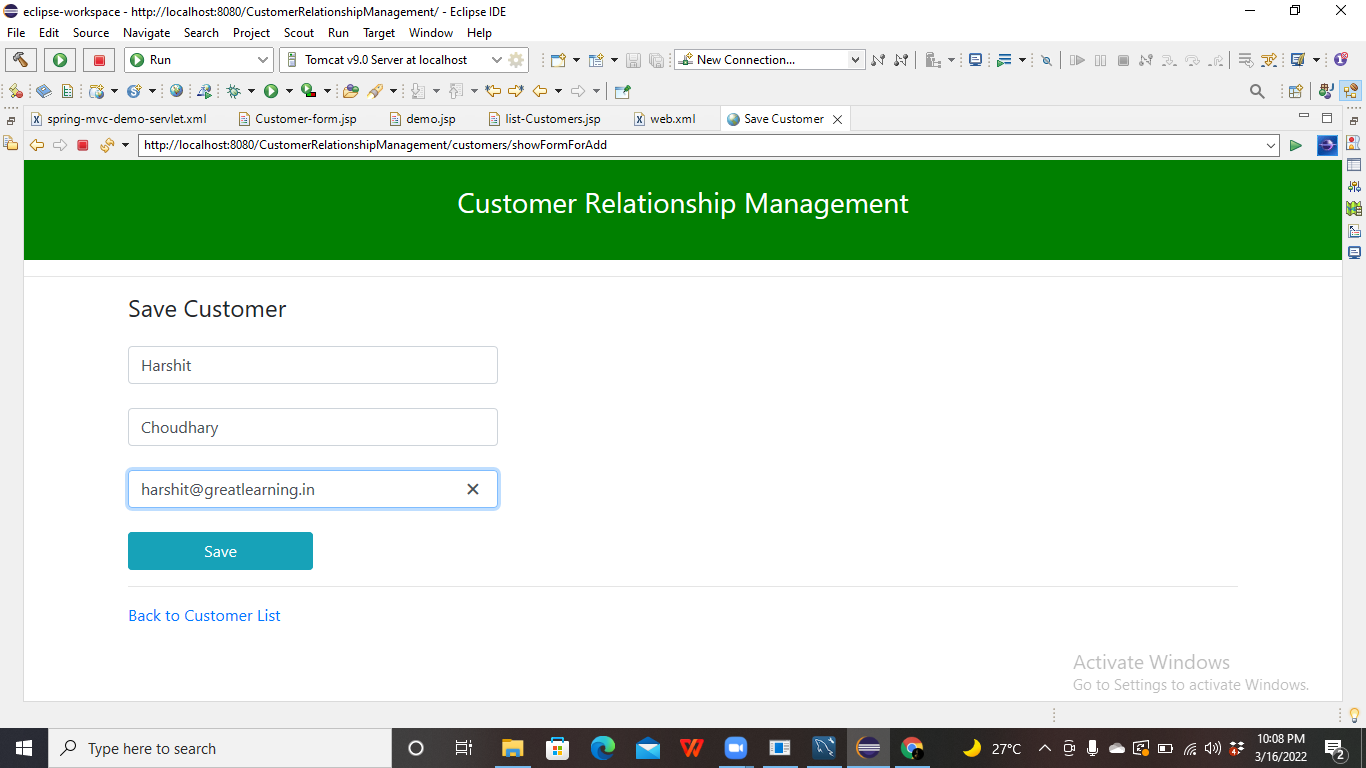 eclipse-workspace - http://localhost:8080/CustomerRelationshipManagement/ - Eclipse IDE
File Edit Source Navigate Search Project Scout Run Target Window Help
Run Tomcat v9.0 Server at localhost New Connection...
spring-mvc-demo-servlet.xml Customer-form.jsp demo.jsp list-Customers.jsp web.xml Save Customer
http://localhost:8080/CustomerRelationshipManagement/customers/showFormForAdd
Customer Relationship Management
Save Customer
Harshit
Choudhary
harshit@greatlearning.in
Save
Back to Customer List
Activate Windows
Go to Settings to activate Windows.
Type here to search
27°C
10:08 PM
3/16/2022
2